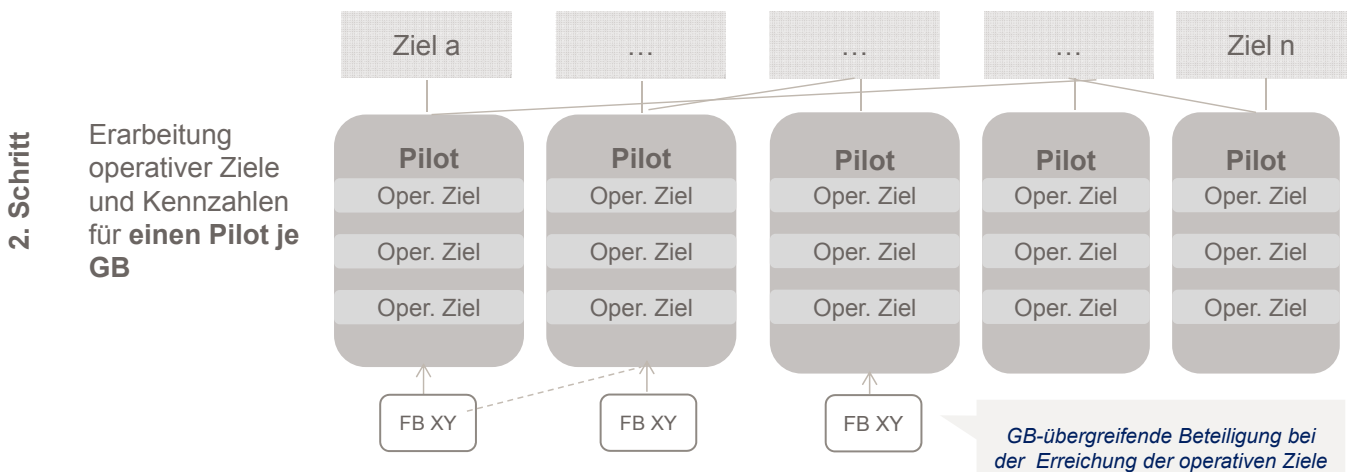 Ziel a
…
…
…
Ziel n
2. Schritt
Erarbeitung
operativer Ziele
und Kennzahlen
für einen Pilot je
GB
Pilot
Oper. Ziel
Oper. Ziel
Oper. Ziel
Pilot
Oper. Ziel
Oper. Ziel
Oper. Ziel
Pilot
Oper. Ziel
Oper. Ziel
Oper. Ziel
Pilot
Oper. Ziel
Oper. Ziel
Oper. Ziel
Pilot
Oper. Ziel
Oper. Ziel
Oper. Ziel
FB XY
FB XY
FB XY
GB-übergreifende Beteiligung bei
der Erreichung der operativen Ziele